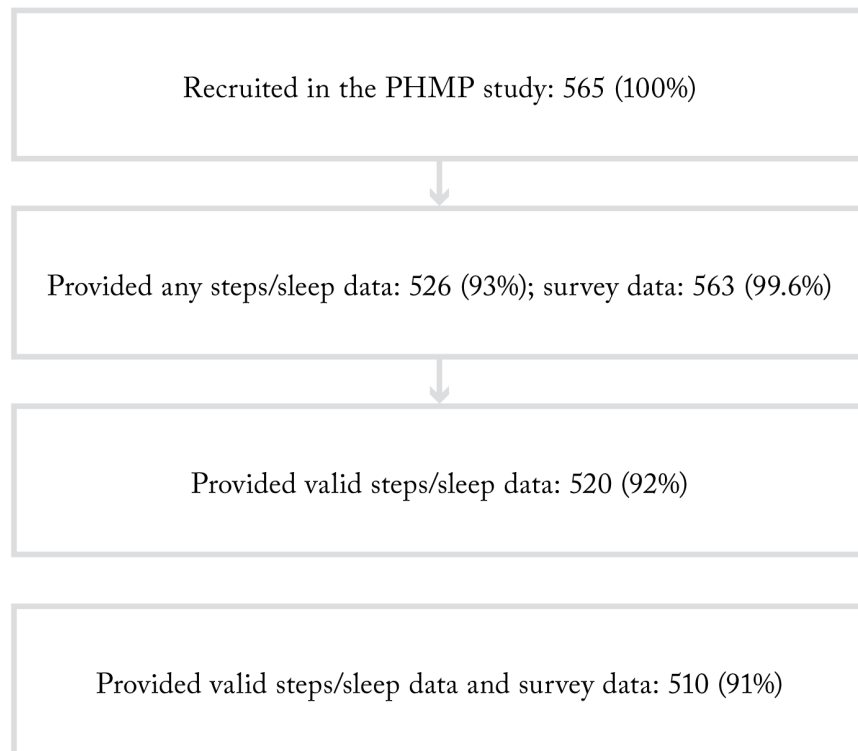 Recruited in the PHMP study: 565 (100%)
Provided any steps/sleep data: 526 (93%); survey data: 563 (99.6%)
Provided valid steps/sleep data: 520 (92%)
Provided valid steps/sleep data and survey data: 510 (91%)